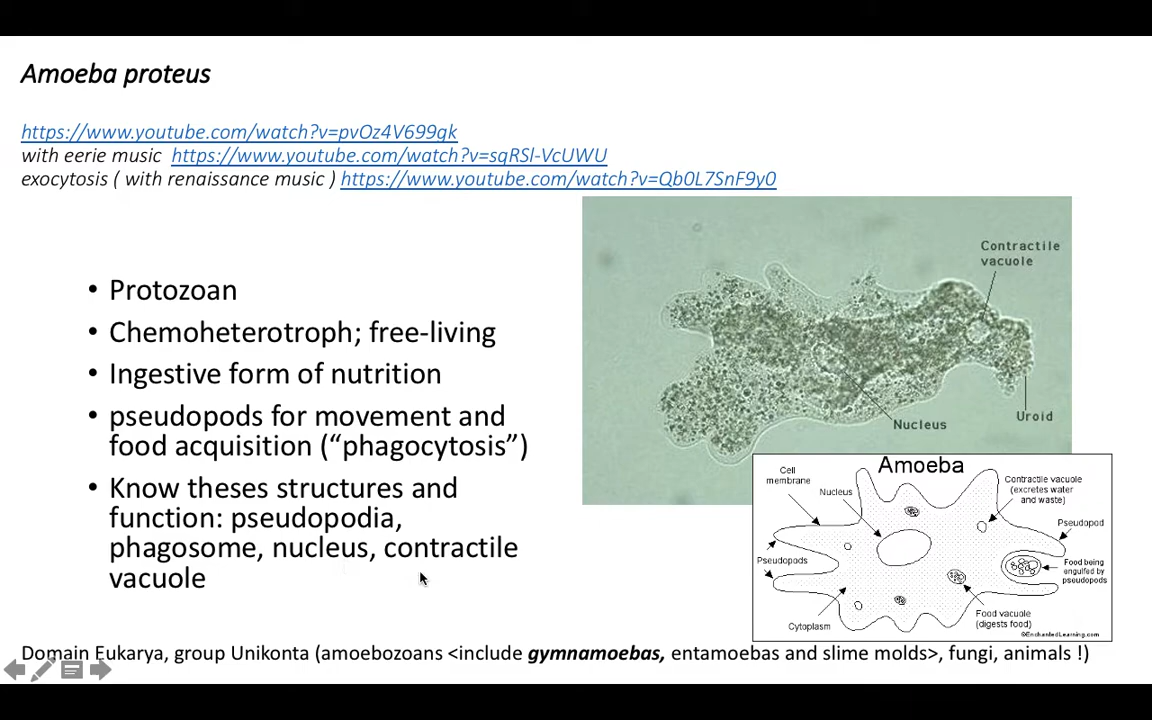 Amoeba proteus
https://www.youtube.com/watch?v=pvOz4V699gk
with eerie music https://www.youtube.com/watch?v=sqRSl-VcUWU
exocytosis ( with renaissance music ) https://www.youtube.com/watch?v=Qb0L7SnF9y0
• Protozoan
• Chemoheterotroph; free-living
• Ingestive form of nutrition
• pseudopods for movement and
food acquisition (“phagocytosis”)
• Know theses structures and
function: pseudopodia,
phagosome, nucleus, contractile
vacuole
Contractile
vacuole
Nucleus
Uroid
Amoeba
Cell
membrane
Nucleus
Contractile vacuole
(excretes water
and waste)
Pseudopod
Pseudopods
Food being
engulfed by
pseudopods
Food vacuole
(digests food)
Cytoplasm
©EnchantedLearning.com
Domain Eukarya, group Unikonta (amoebozoans <include gymnamoebas, entamoebas and slime molds>, fungi, animals !)